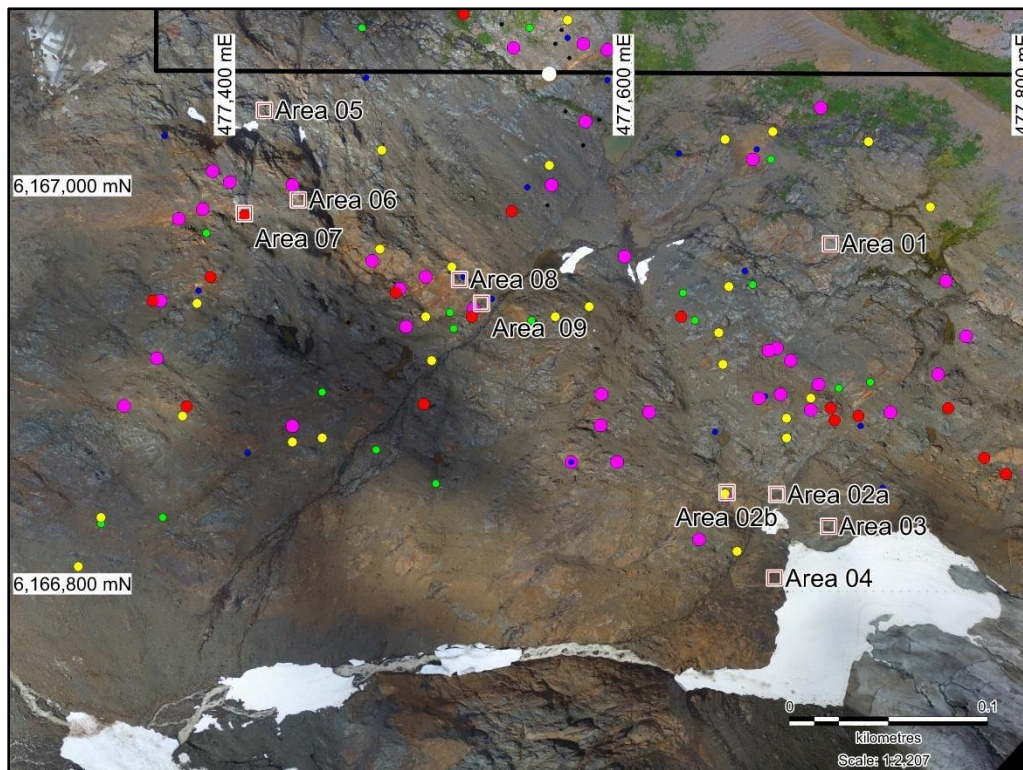 477,400 mE
477,600 mE
477,800 mE
Area 05
6,167,000 mN
Area 06
Area 07
Area 01
Area 08
Area 09
Area 02a
Area 02b
Area 03
6,166,800 mN
Area 04
0
0.1
kilometres
Scale: 1:2,207